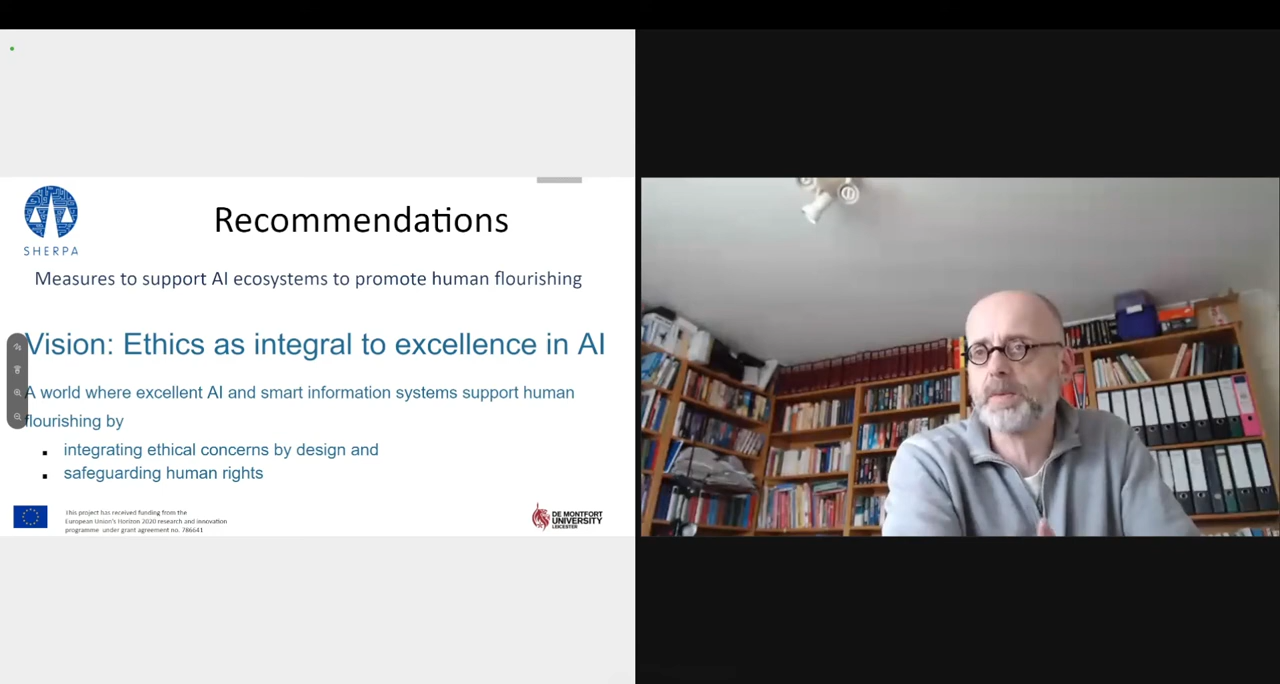 SHERPA
Recommendations
Measures to support AI ecosystems to promote human flourishing
Vision: Ethics as integral to excellence in AI
A world where excellent AI and smart information systems support human
flourishing by
integrating ethical concerns by design and
safeguarding human rights
This project has received funding from the
European Union's Horizon 2020 research and innovation
programme under grant agreement no. 786641
DE MONTFORT
UNIVERSITY
LEICESTER